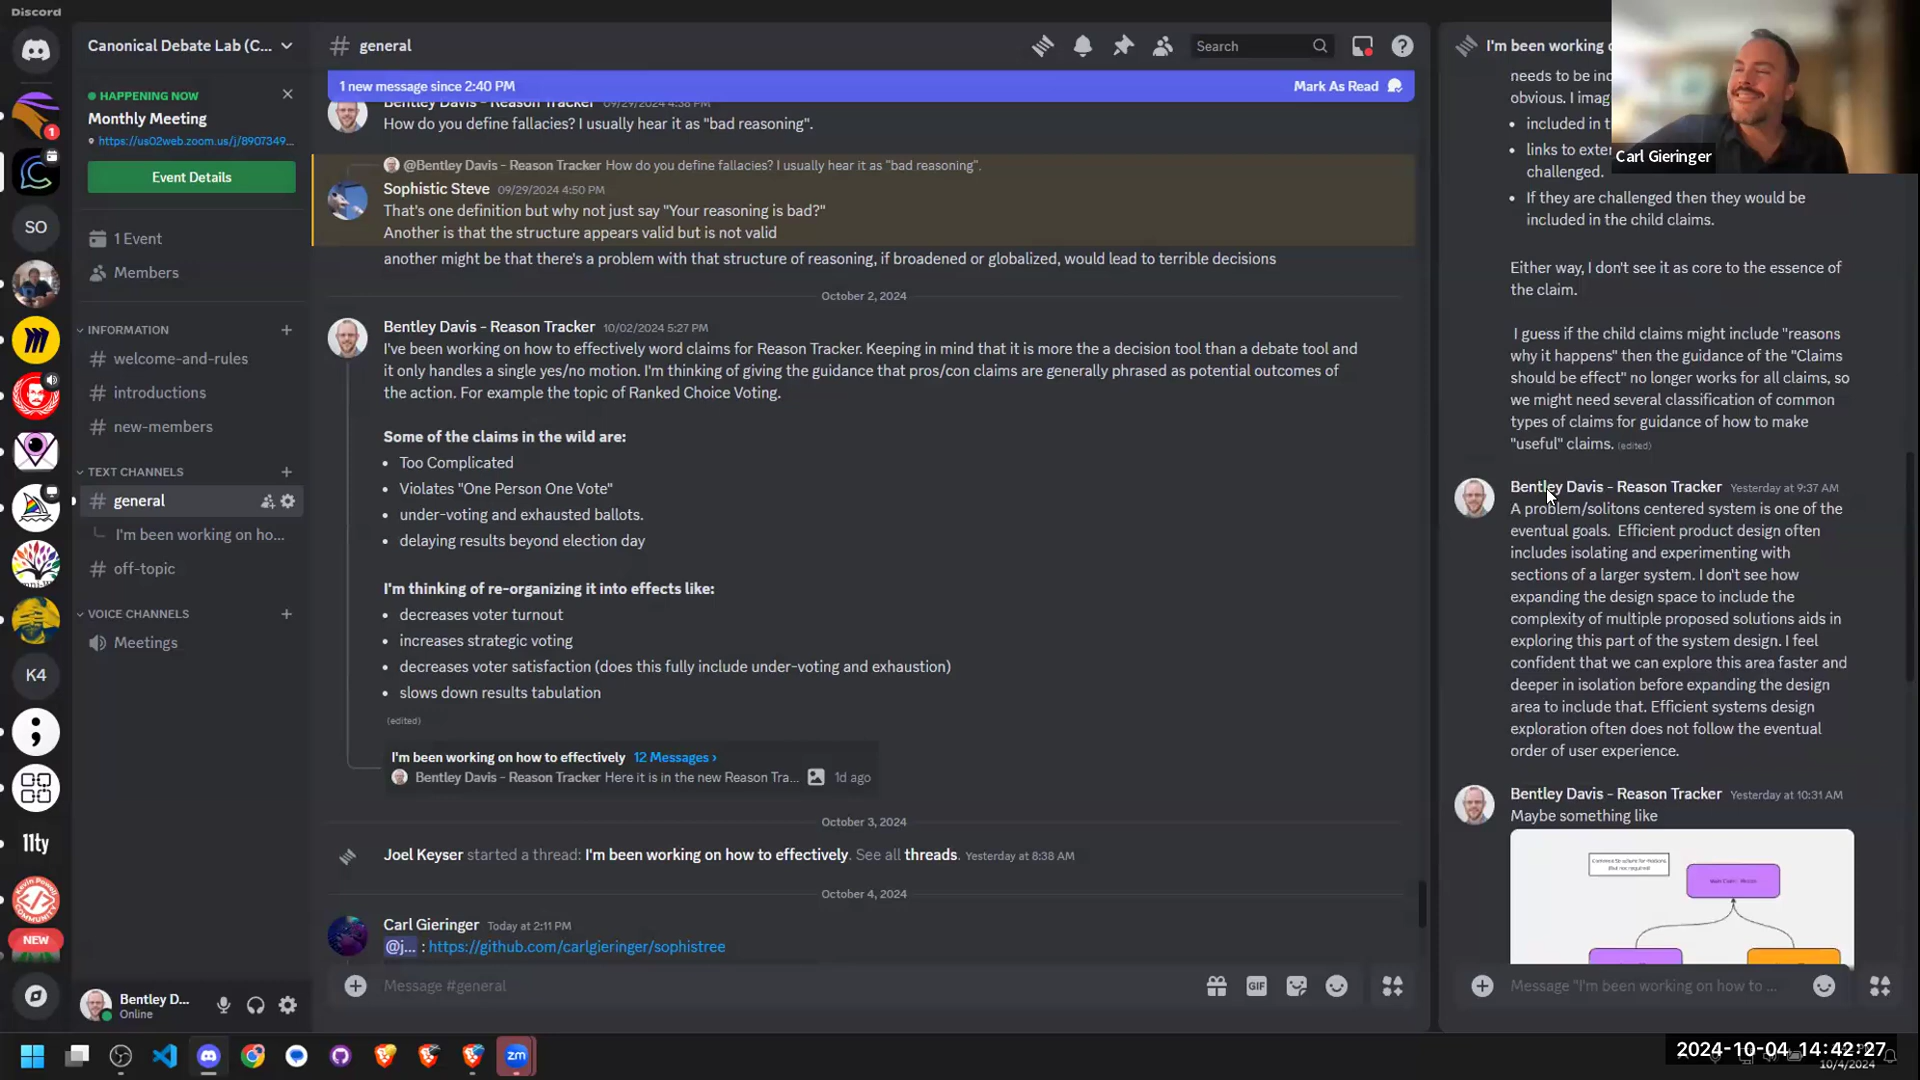 Discord
Canonical Debate Lab (C...
general
Search
I'm been working
HAPPENING NOW
Monthly Meeting
https://us02web.zoom.us/j/8907349...
Event Details
1 Event
Members
INFORMATION
welcome-and-rules
introductions
new-members
TEXT CHANNELS
general
I'm been working on ho...
off-topic
VOICE CHANNELS
Meetings
SO
K4
11ty
NEW
Bentley D...
Online
1 new message since 2:40 PM
Mark As Read
Bentley Davis - Reason Tracker 09/29/2024 4:38 PM
How do you define fallacies? I usually hear it as "bad reasoning".
@Bentley Davis - Reason Tracker How do you define fallacies? I usually hear it as "bad reasoning".
Sophistic Steve 09/29/2024 4:50 PM
That's one definition but why not just say "Your reasoning is bad?"
Another is that the structure appears valid but is not valid
another might be that there's a problem with that structure of reasoning, if broadened or globalized, would lead to terrible decisions
October 2, 2024
Bentley Davis - Reason Tracker 10/02/2024 5:27 PM
I've been working on how to effectively word claims for Reason Tracker. Keeping in mind that it is more the a decision tool than a debate tool and
it only handles a single yes/no motion. I'm thinking of giving the guidance that pros/con claims are generally phrased as potential outcomes of
the action. For example the topic of Ranked Choice Voting.
Some of the claims in the wild are:
• Too Complicated
• Violates "One Person One Vote"
• under-voting and exhausted ballots.
• delaying results beyond election day
I'm thinking of re-organizing it into effects like:
• decreases voter turnout
• increases strategic voting
• decreases voter satisfaction (does this fully include under-voting and exhaustion)
• slows down results tabulation
(edited)
I'm been working on how to effectively 12 Messages ›
Bentley Davis - Reason Tracker Here it is in the new Reason Tra... 1d ago
October 3, 2024
Joel Keyser started a thread: I'm been working on how to effectively. See all threads. Yesterday at 8:38 AM
October 4, 2024
Carl Gieringer Today at 2:11 PM
@j... : https://github.com/carlgieringer/sophistree
Message #general
GIF
needs to be
obvious. I
• included in
• links to
challenged.
• If they are challenged then they would be
included in the child claims.
Either way, I don't see it as core to the essence of
the claim.
I guess if the child claims might include "reasons
why it happens" then the guidance of the "Claims
should be effect" no longer works for all claims, so
we might need several classification of common
types of claims for guidance of how to make
"useful" claims. (edited)
Bentley Davis - Reason Tracker Yesterday at 9:37 AM
A problem/solitons centered system is one of the
eventual goals. Efficient product design often
includes isolating and experimenting with
sections of a larger system. I don't see how
expanding the design space to include the
complexity of multiple proposed solutions aids in
exploring this part of the system design. I feel
confident that we can explore this area faster and
deeper in isolation before expanding the design
area to include that. Efficient systems design
exploration often does not follow the eventual
order of user experience.
Bentley Davis - Reason Tracker Yesterday at 10:31 AM
Maybe something like
Message "I'm been working on how to ...
Carl Gieringer
zm
2024-10-04 14:42:27
10/4/2024